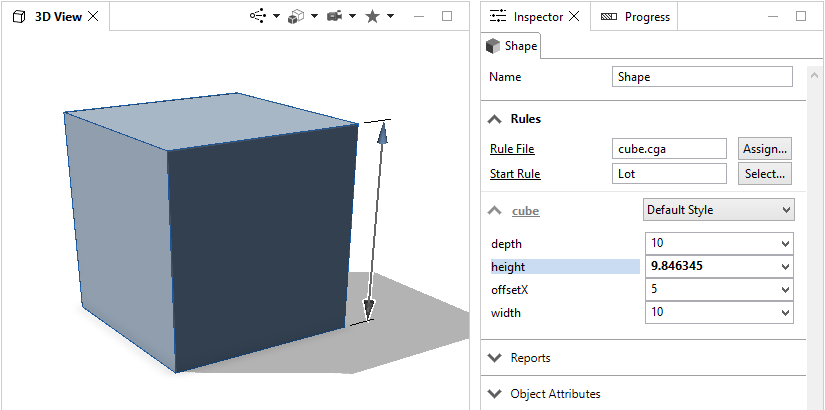 3D View
Inspector Progress
Shape
Name Shape
Rules
Rule File cube.cga Assign...
Start Rule Lot Select...
cube Default Style
depth 10
height 9.846345
offsetX 5
width 10
Reports
Object Attributes